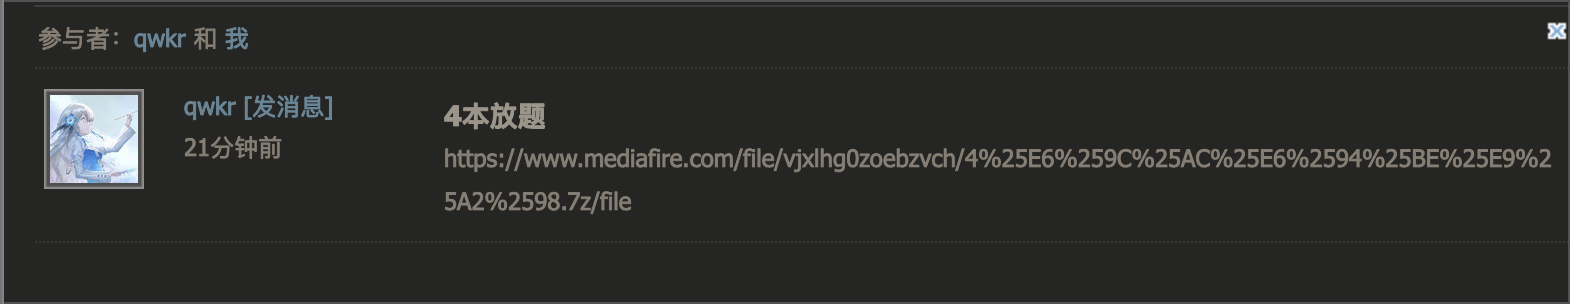 参与者：qwkr 和 我
qwkr [发消息]
21分钟前
4本放题
https://www.mediafire.com/file/vjxlhg0zoebzvch/4%25E6%259C%25AC%25E6%2594%25BE%25E9%2
5A2%2598.7z/file